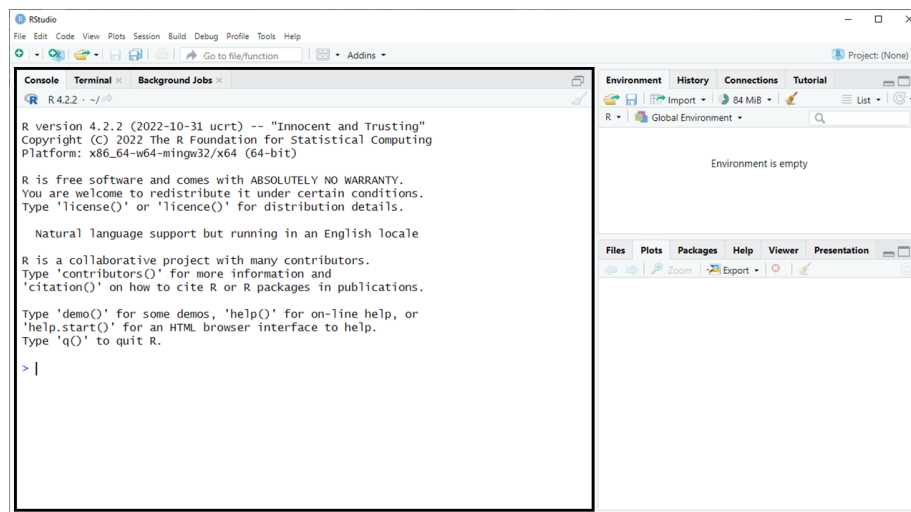 RStudio
File Edit Code View Plots Session Build Debug Profile Tools Help
Go to file/function Addins Project: (None)
Console Terminal Background Jobs
R 4.2.2 · ~/
R version 4.2.2 (2022-10-31 ucrt) -- "Innocent and Trusting"
Copyright (C) 2022 The R Foundation for Statistical Computing
Platform: x86_64-w64-mingw32/x64 (64-bit)
R is free software and comes with ABSOLUTELY NO WARRANTY.
You are welcome to redistribute it under certain conditions.
Type 'license()' or 'licence()' for distribution details.
Natural language support but running in an English locale
R is a collaborative project with many contributors.
Type 'contributors()' for more information and
'citation()' on how to cite R or R packages in publications.
Type 'demo()' for some demos, 'help()' for on-line help, or
'help.start()' for an HTML browser interface to help.
Type 'q()' to quit R.
>
Environment History Connections Tutorial
Import 84 MiB List
R Global Environment
Environment is empty
Files Plots Packages Help Viewer Presentation
Zoom Export